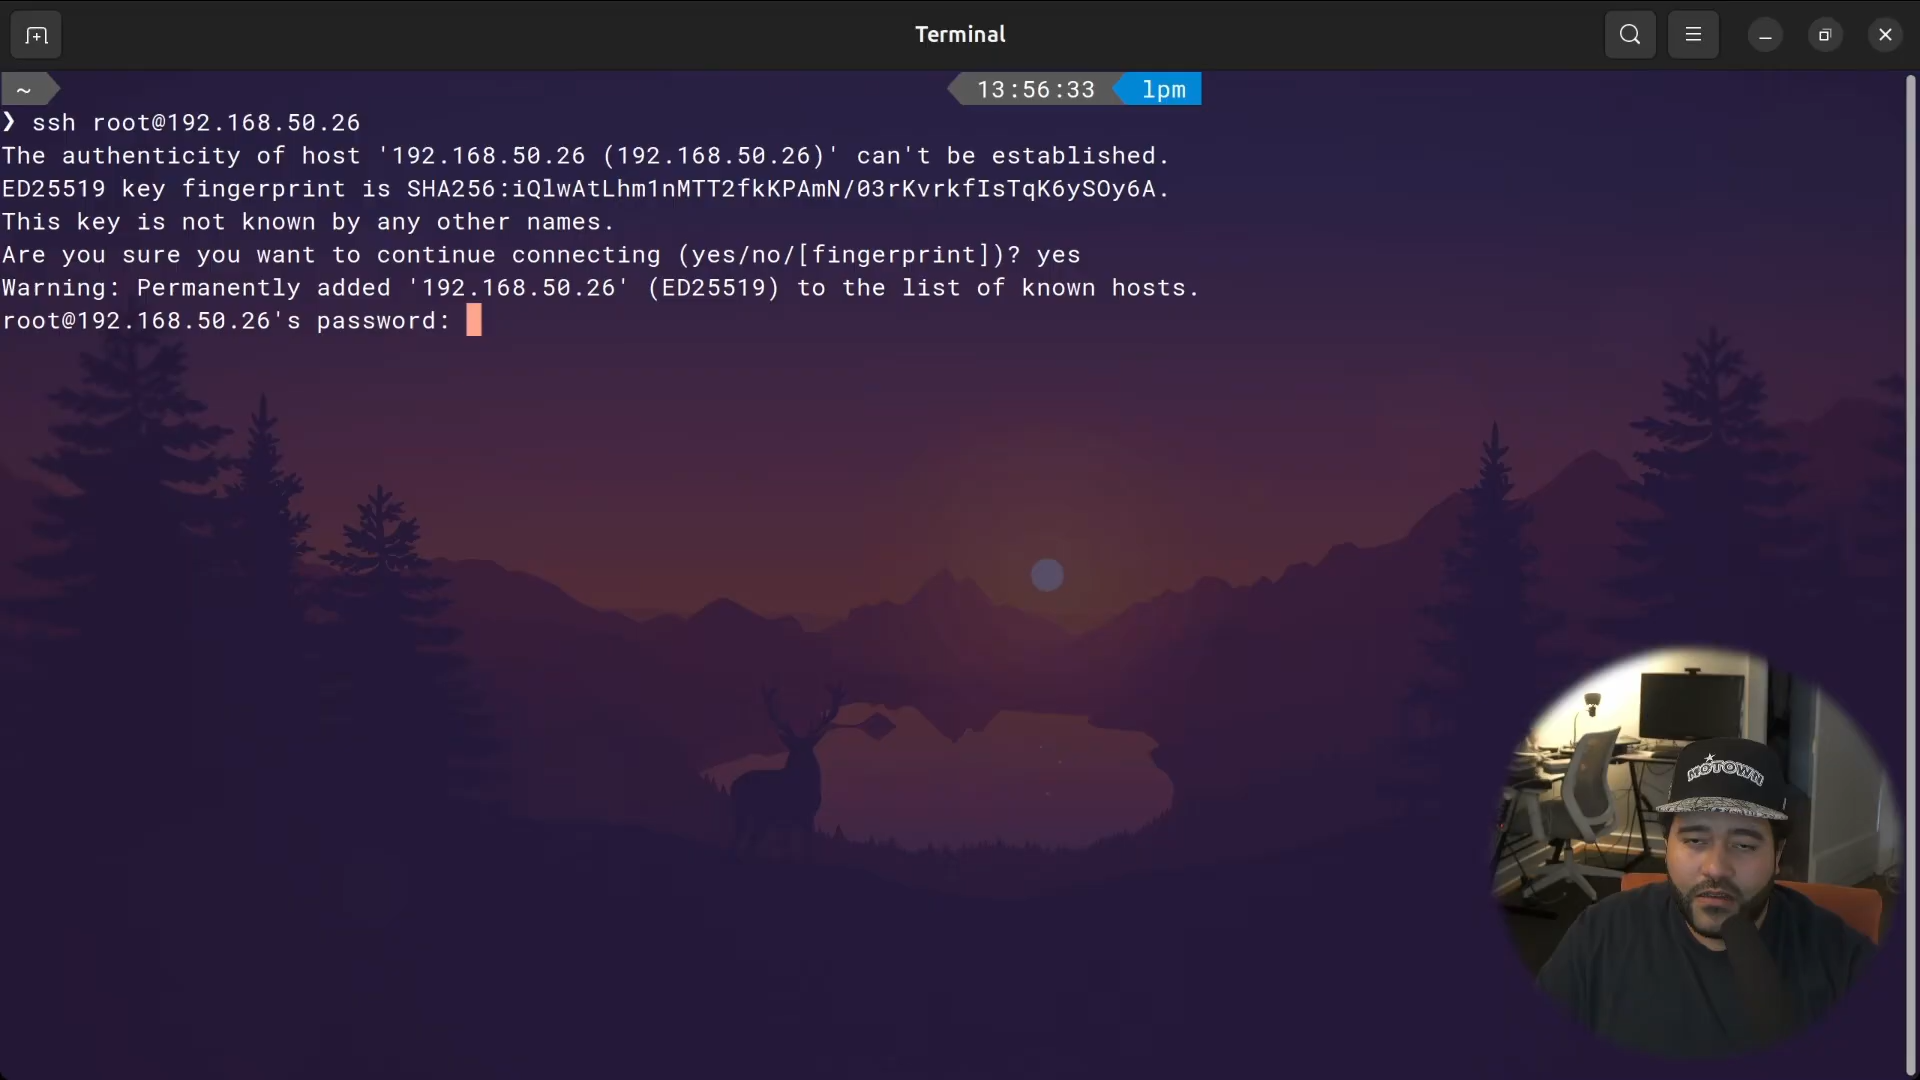 Terminal
~ 13:56:33 lpm
❯ ssh root@192.168.50.26
The authenticity of host '192.168.50.26 (192.168.50.26)' can't be established.
ED25519 key fingerprint is SHA256:iQlwAtLhm1nMTT2fkKPAmN/03rKvrkfIsTqK6ySOy6A.
This key is not known by any other names.
Are you sure you want to continue connecting (yes/no/[fingerprint])? yes
Warning: Permanently added '192.168.50.26' (ED25519) to the list of known hosts.
root@192.168.50.26's password:
MOTOWN